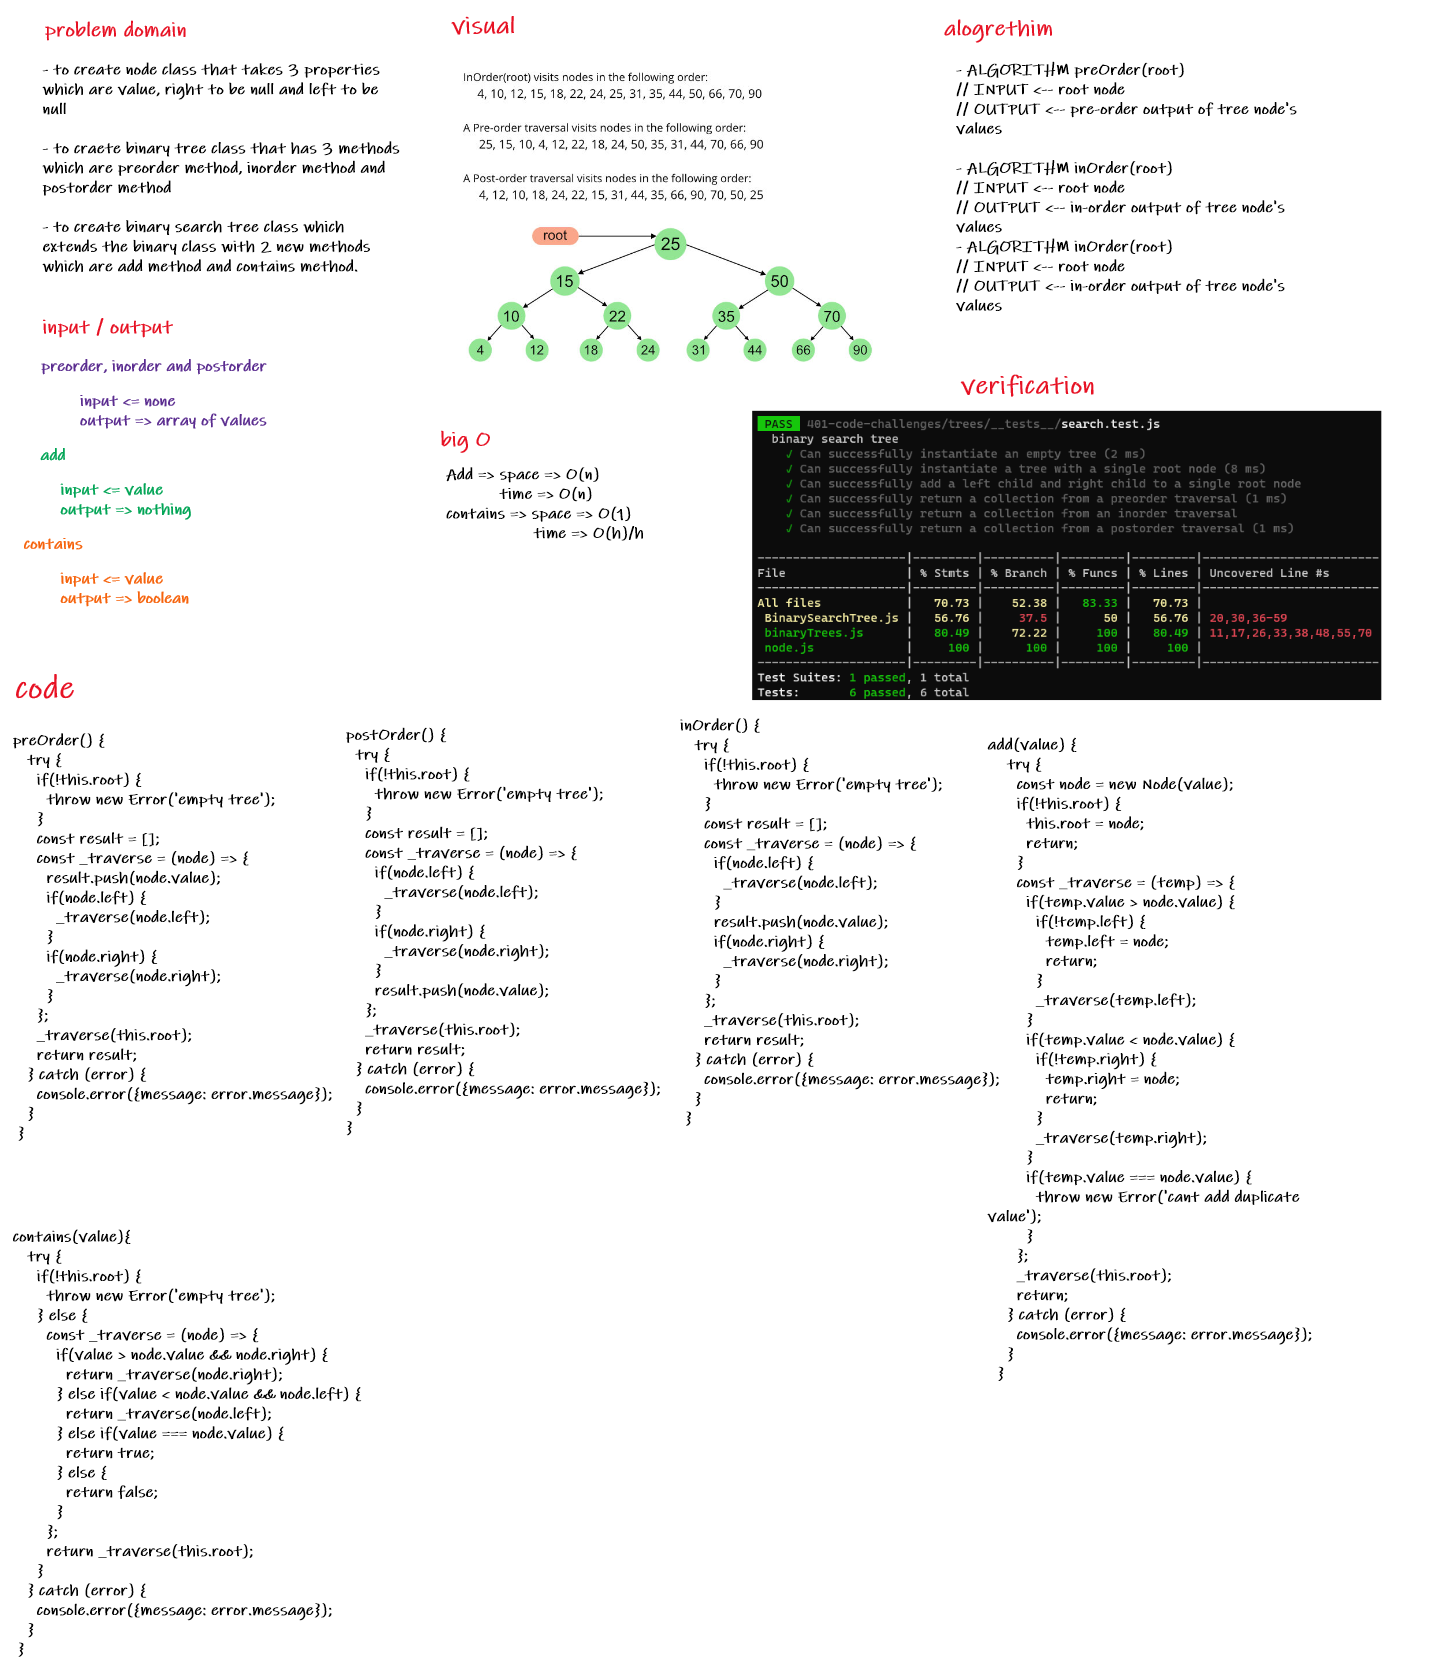 problem domain
- to create node class that takes 3 properties
which are value, right to be null and left to be
null
- to craete binary tree class that has 3 methods
which are preorder method, inorder method and
postorder method
- to create binary search tree class which
extends the binary class with 2 new methods
which are add method and contains method.
input / output
preorder, inorder and postorder
input <= none
output => array of values
add
input <= value
output => nothing
contains
input <= value
output => boolean
visual
InOrder(root) visits nodes in the following order:
4, 10, 12, 15, 18, 22, 24, 25, 31, 35, 44, 50, 66, 70, 90
A Pre-order traversal visits nodes in the following order:
25, 15, 10, 4, 12, 22, 18, 24, 50, 35, 31, 44, 70, 66, 90
A Post-order traversal visits nodes in the following order:
4, 12, 10, 18, 24, 22, 15, 31, 44, 35, 66, 90, 70, 50, 25
root 25
15 50
10 22 35 70
4 12 18 24 31 44 66 90
big O
Add => space => O(n)
time => O(n)
contains => space => O(1)
time => O(h)/h
alogrethim
- ALGORITHM preOrder(root)
// INPUT <-- root node
// OUTPUT <-- pre-order output of tree node's
values
- ALGORITHM inOrder(root)
// INPUT <-- root node
// OUTPUT <-- in-order output of tree node's
values
- ALGORITHM inOrder(root)
// INPUT <-- root node
// OUTPUT <-- in-order output of tree node's
values
verification
PASS 401-code-challenges/trees/__tests__/search.test.js
binary search tree
✓ Can successfully instantiate an empty tree (2 ms)
✓ Can successfully instantiate a tree with a single root node (8 ms)
✓ Can successfully add a left child and right child to a single root node
✓ Can successfully return a collection from a preorder traversal (1 ms)
✓ Can successfully return a collection from an inorder traversal
✓ Can successfully return a collection from a postorder traversal (1 ms)
---------------------|---------|----------|---------|---------|-------------------------
File | % Stmts | % Branch | % Funcs | % Lines | Uncovered Line #s
---------------------|---------|----------|---------|---------|-------------------------
All files | 70.73 | 52.38 | 83.33 | 70.73 |
BinarySearchTree.js | 56.76 | 37.5 | 50 | 56.76 | 20,30,36-59
binaryTrees.js | 80.49 | 72.22 | 100 | 80.49 | 11,17,26,33,38,48,55,70
node.js | 100 | 100 | 100 | 100 |
---------------------|---------|----------|---------|---------|-------------------------
Test Suites: 1 passed, 1 total
Tests: 6 passed, 6 total
code
preOrder() {
try {
if(!this.root) {
throw new Error('empty tree');
}
const result = [];
const _traverse = (node) => {
result.push(node.value);
if(node.left) {
_traverse(node.left);
}
if(node.right) {
_traverse(node.right);
}
};
_traverse(this.root);
return result;
} catch (error) {
console.error({message: error.message});
}
}
postOrder() {
try {
if(!this.root) {
throw new Error('empty tree');
}
const result = [];
const _traverse = (node) => {
if(node.left) {
_traverse(node.left);
}
if(node.right) {
_traverse(node.right);
}
result.push(node.value);
};
_traverse(this.root);
return result;
} catch (error) {
console.error({message: error.message});
}
}
inOrder() {
try {
if(!this.root) {
throw new Error('empty tree');
}
const result = [];
const _traverse = (node) => {
if(node.left) {
_traverse(node.left);
}
result.push(node.value);
if(node.right) {
_traverse(node.right);
}
};
_traverse(this.root);
return result;
} catch (error) {
console.error({message: error.message});
}
}
add(value) {
try {
const node = new Node(value);
if(!this.root) {
this.root = node;
return;
}
const _traverse = (temp) => {
if(temp.value > node.value) {
if(!temp.left) {
temp.left = node;
return;
}
_traverse(temp.left);
}
if(temp.value < node.value) {
if(!temp.right) {
temp.right = node;
return;
}
_traverse(temp.right);
}
if(temp.value === node.value) {
throw new Error('cant add duplicate
value');
}
};
_traverse(this.root);
return;
} catch (error) {
console.error({message: error.message});
}
}
contains(value){
try {
if(!this.root) {
throw new Error('empty tree');
} else {
const _traverse = (node) => {
if(value > node.value && node.right) {
return _traverse(node.right);
} else if(value < node.value && node.left) {
return _traverse(node.left);
} else if(value === node.value) {
return true;
} else {
return false;
}
};
return _traverse(this.root);
}
} catch (error) {
console.error({message: error.message});
}
}